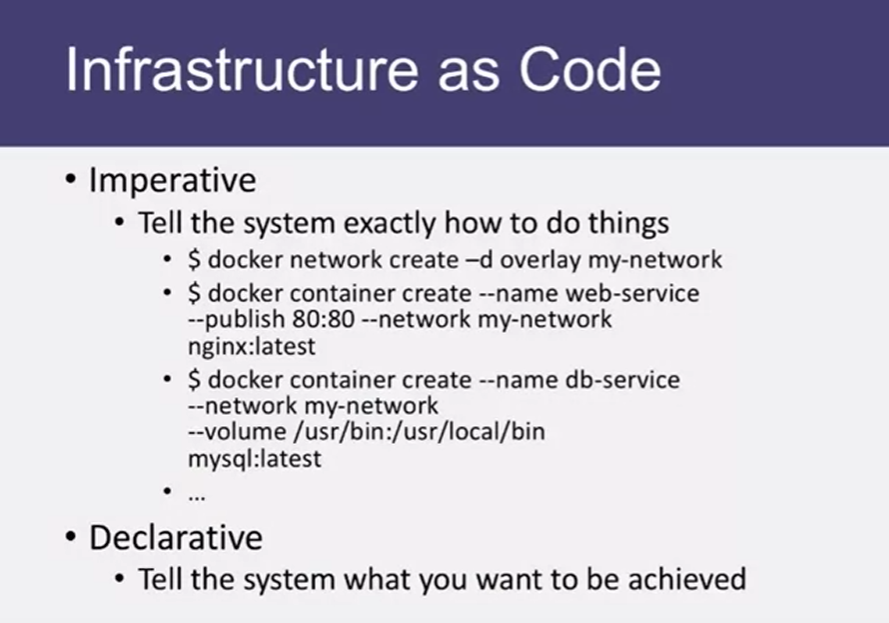 Infrastructure as Code
• Imperative
• Tell the system exactly how to do things
• $ docker network create –d overlay my-network
• $ docker container create --name web-service
--publish 80:80 --network my-network
nginx:latest
• $ docker container create --name db-service
--network my-network
--volume /usr/bin:/usr/local/bin
mysql:latest
• ...
• Declarative
• Tell the system what you want to be achieved